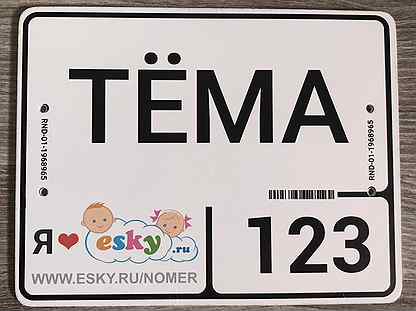 ТЁМА
RND-01-1968965
RND-01-1968965
Я ❤ esky.ru
123
WWW.ESKY.RU/NOMER